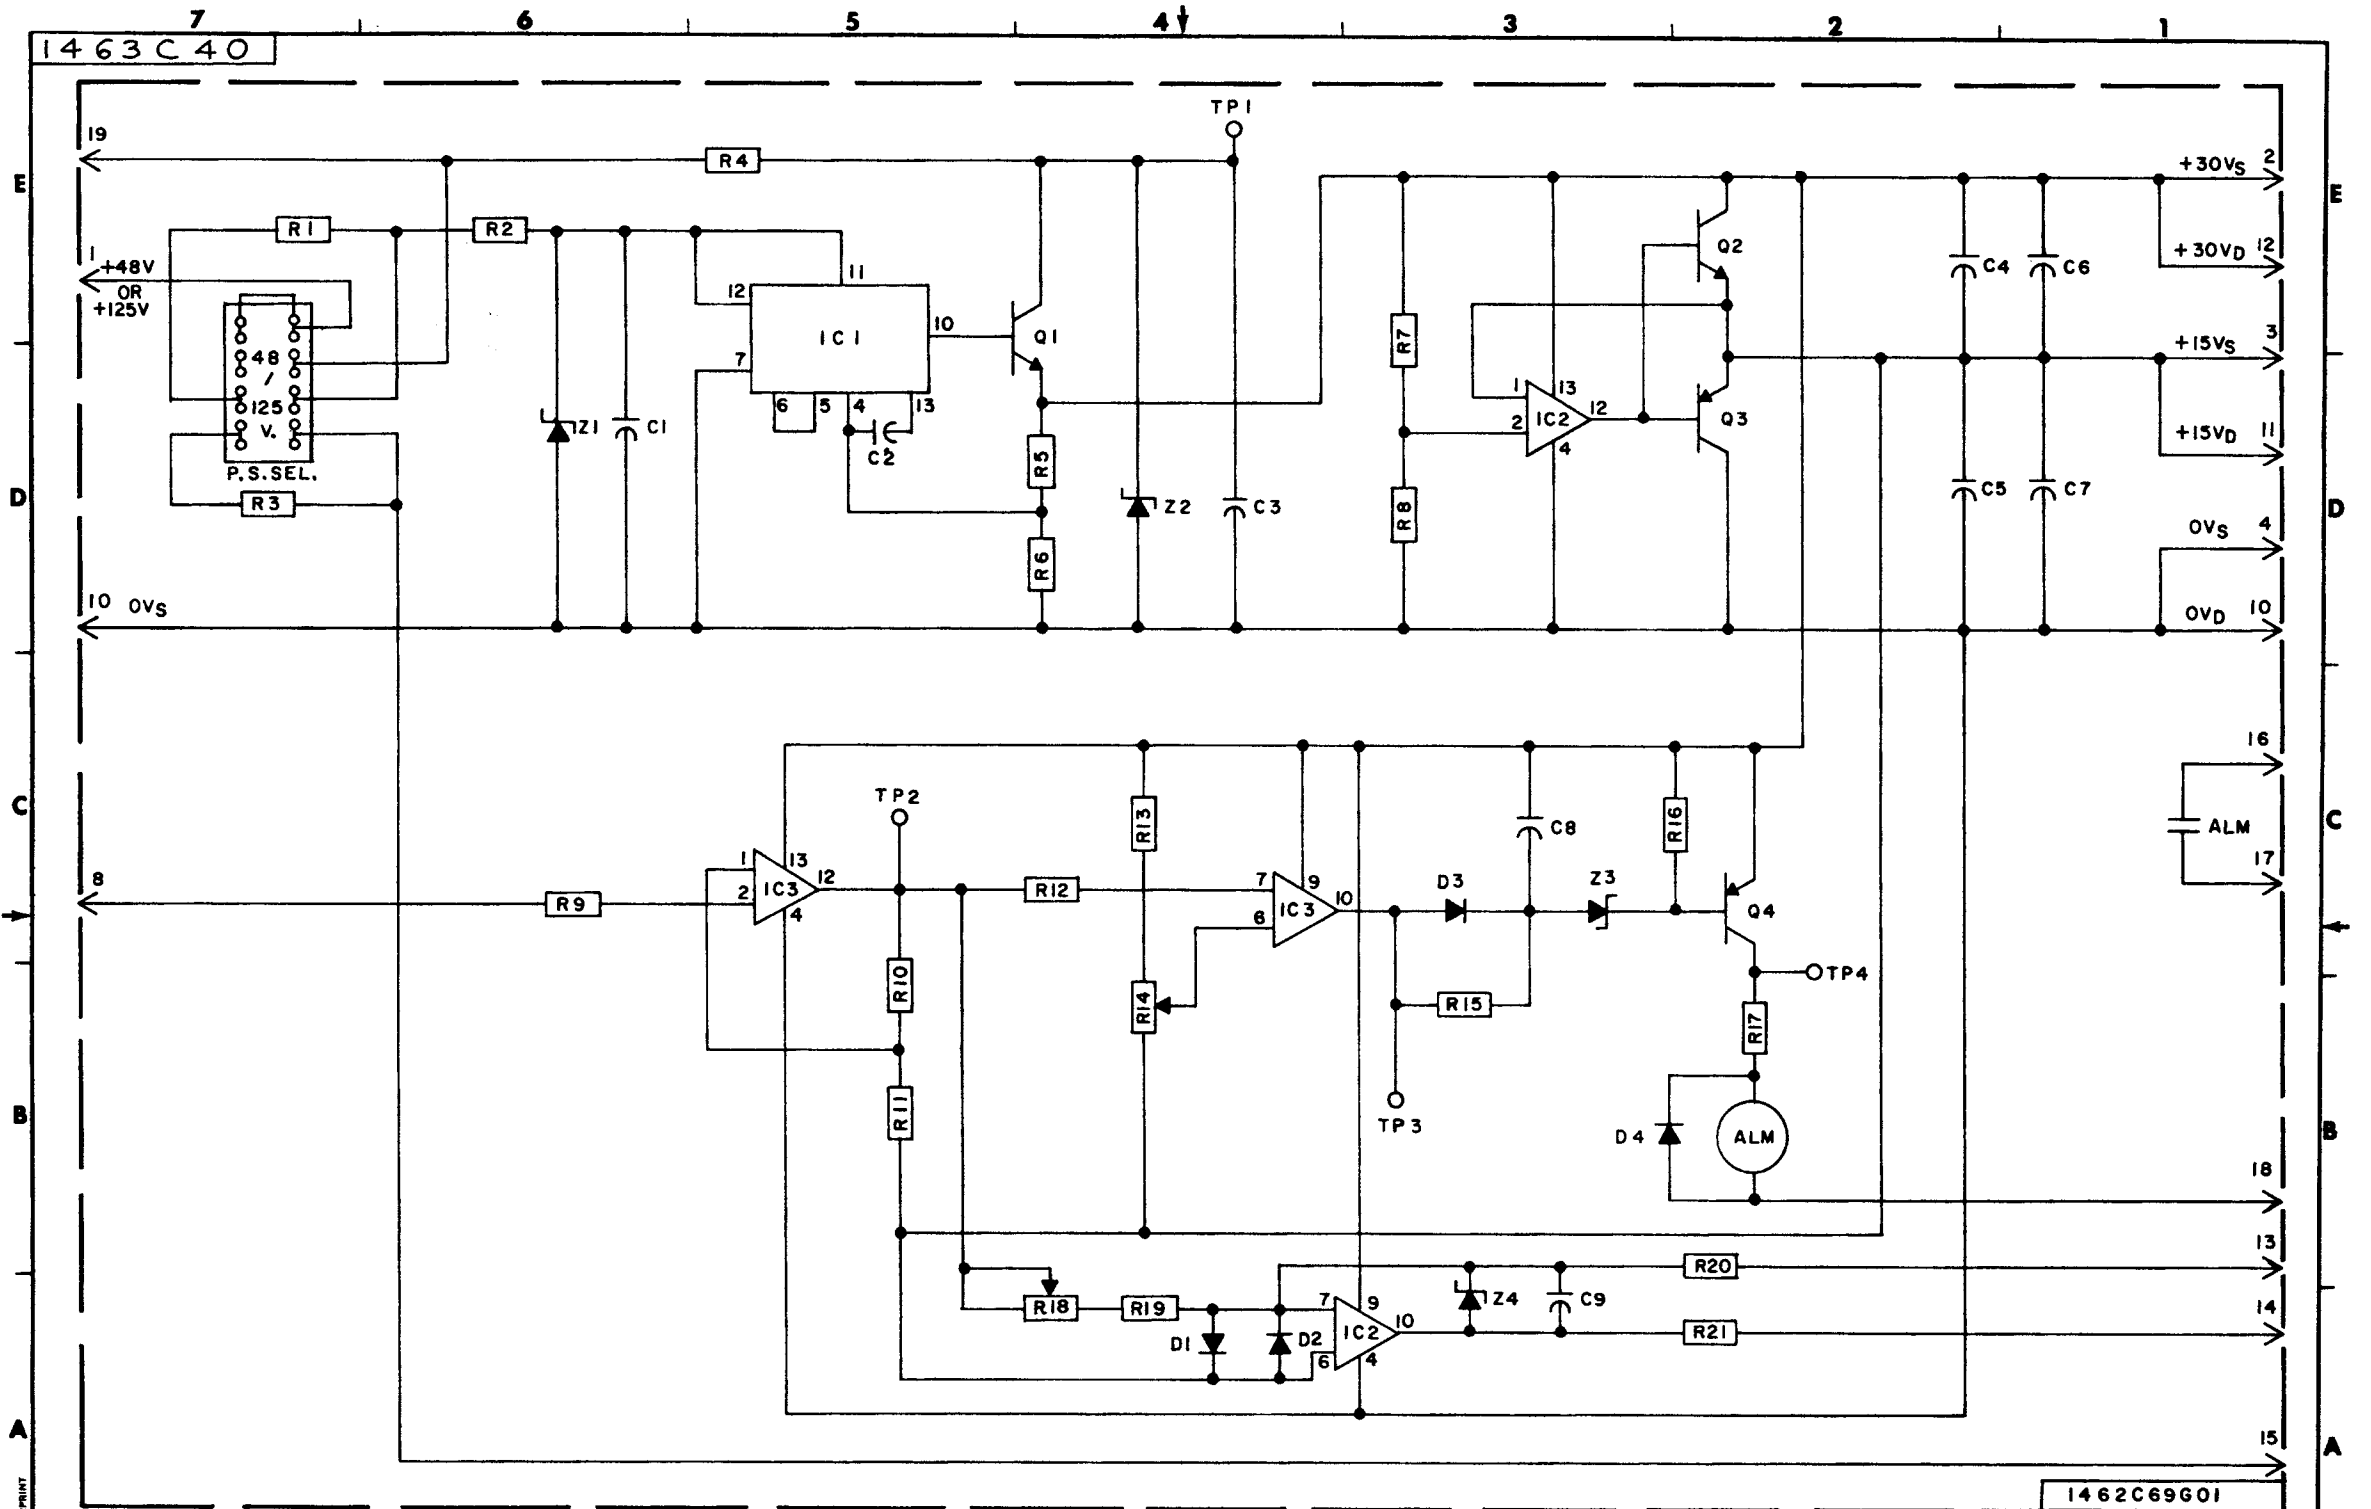 7 6 5 4 3 2 1
1463C40
TP1
19
R4
E
+30VS 2
E
R1
R2
1
+48V
OR
+125V
11
12
Q2
+30VD 12
C4
C6
IC1
10
Q1
7
R7
+15VS 3
48
/
125
V.
P.S.SEL.
6 5 4 13
Z1
C1
C2
1
13
IC2
12
2
4
Q3
+15VD 11
R5
R3
D
Z2
C3
R8
C5
C7
D
0VS 4
R6
10 0VS
0VD 10
16
C
TP2
R13
C8
R16
ALM
C
17
8
R9
1
13
IC3
12
2
4
R12
7
9
IC3
10
6
D3
Z3
Q4
R10
R14
R15
TP4
R17
B
R11
TP3
D4
ALM
B
18
13
R20
R18
R19
7
9
IC2
10
6
4
Z4
C9
14
R21
D1
D2
A
15
A
PRINT
1462C69G01